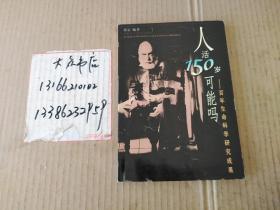 大众书店
13166210102
13386232959
人活150岁可能吗
——百年生命科学研究成果